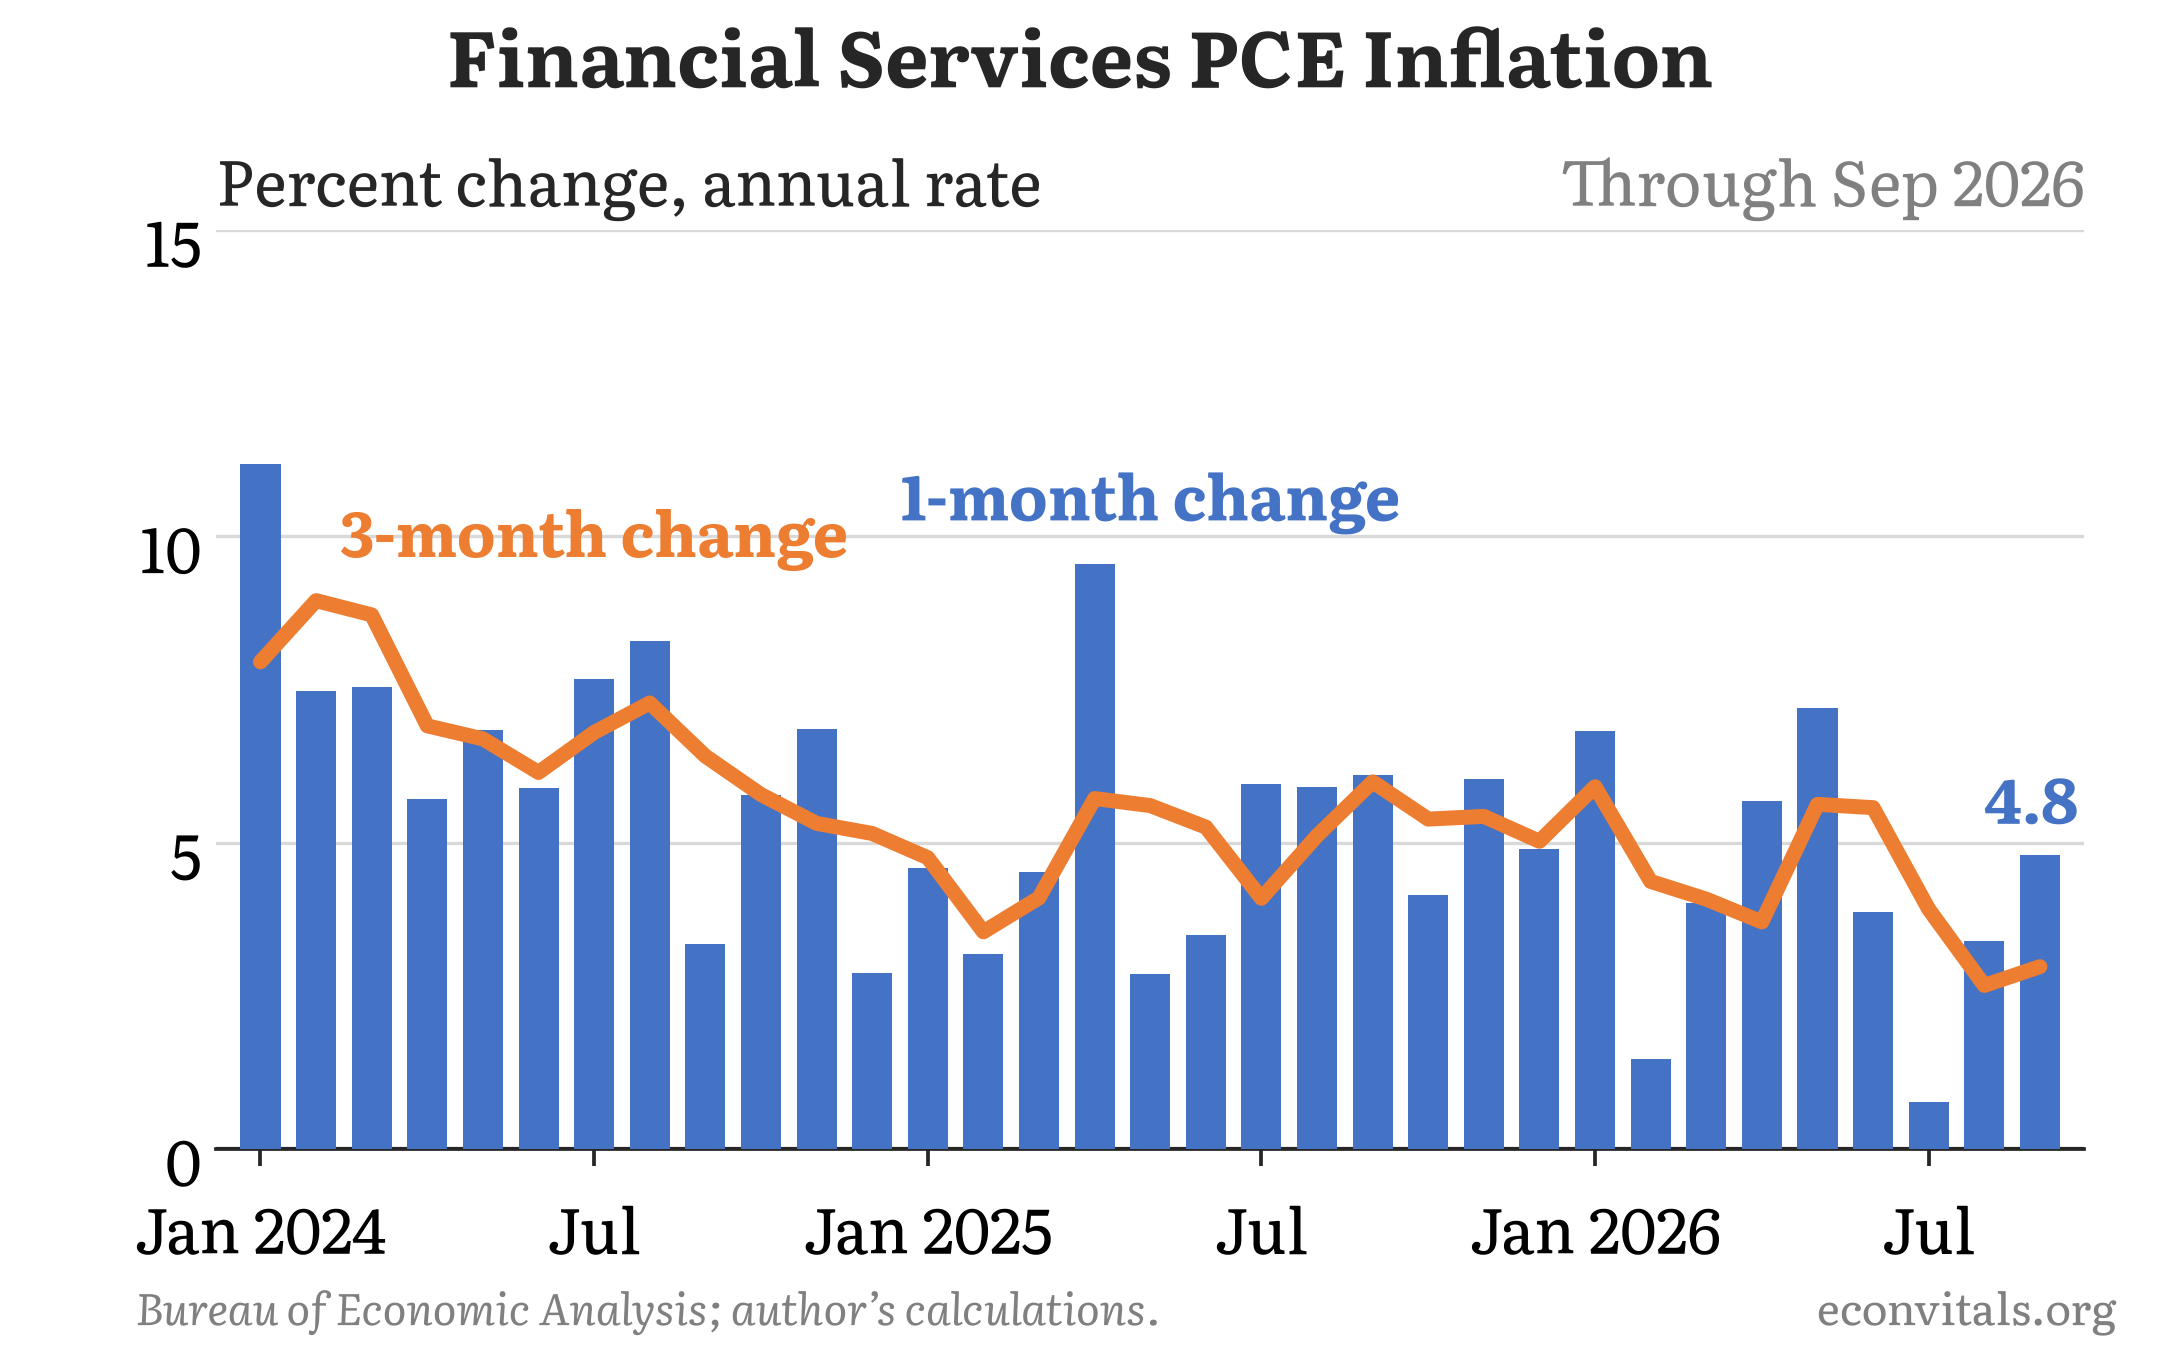 Financial Services PCE Inflation
Percent change, annual rate
Through Sep 2026
15
10
5
0
3-month change
1-month change
4.8
Jan 2024
Jul
Jan 2025
Jul
Jan 2026
Jul
Bureau of Economic Analysis; author’s calculations.
econvitals.org